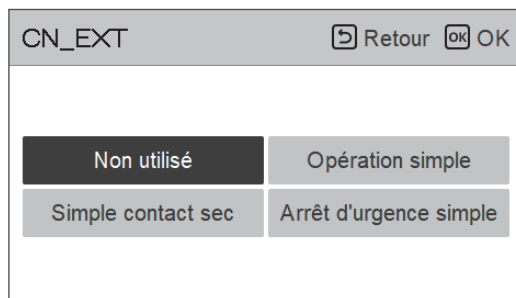 CN_EXT Retour OK OK
Non utilisé Opération simple
Simple contact sec Arrêt d'urgence simple